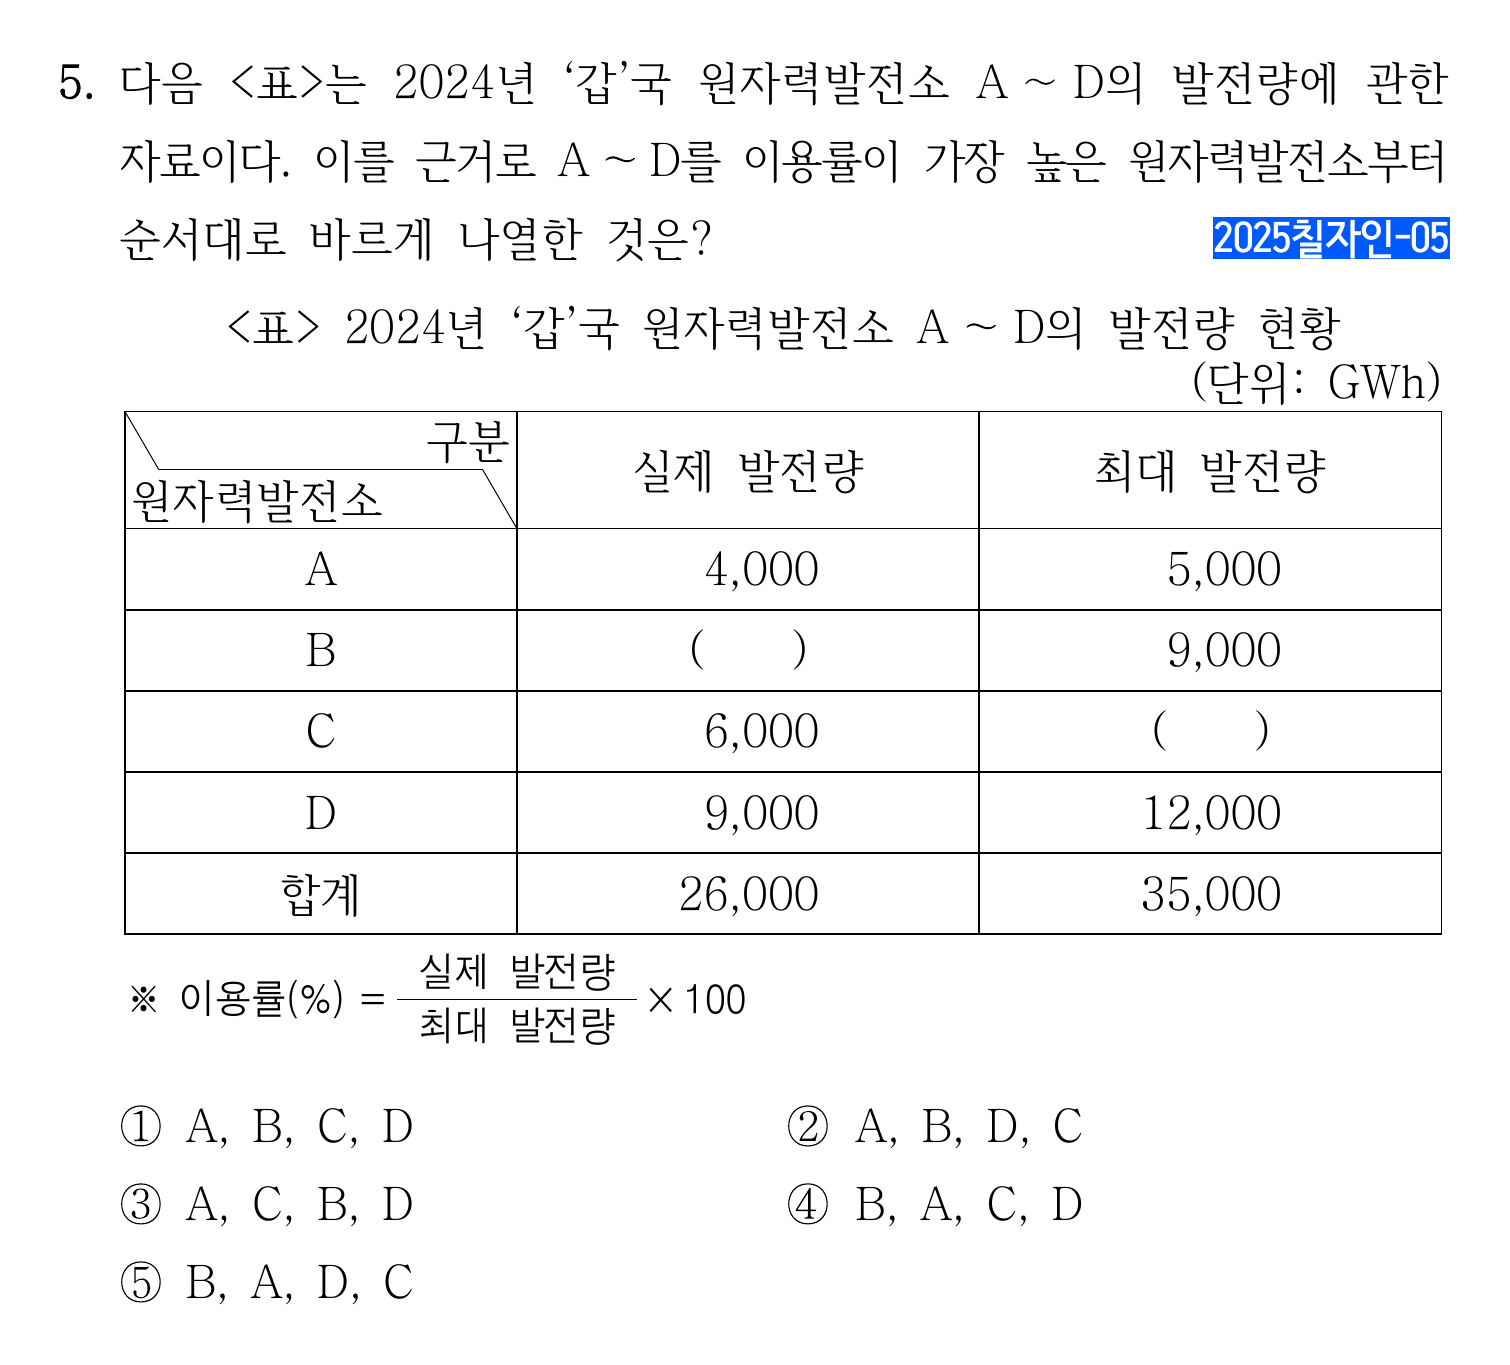 5. 다음 <표>는 2024년 ‘갑’국 원자력발전소 A ~ D의 발전량에 관한
자료이다. 이를 근거로 A ~ D를 이용률이 가장 높은 원자력발전소부터
순서대로 바르게 나열한 것은? 2025칠자인-05
<표> 2024년 ‘갑’국 원자력발전소 A ~ D의 발전량 현황
(단위: GWh)
구분
원자력발전소 실제 발전량 최대 발전량
A 4,000 5,000
B ( ) 9,000
C 6,000 ( )
D 9,000 12,000
합계 26,000 35,000
※ 이용률(%) = 실제 발전량 / 최대 발전량 × 100
① A, B, C, D ② A, B, D, C
③ A, C, B, D ④ B, A, C, D
⑤ B, A, D, C